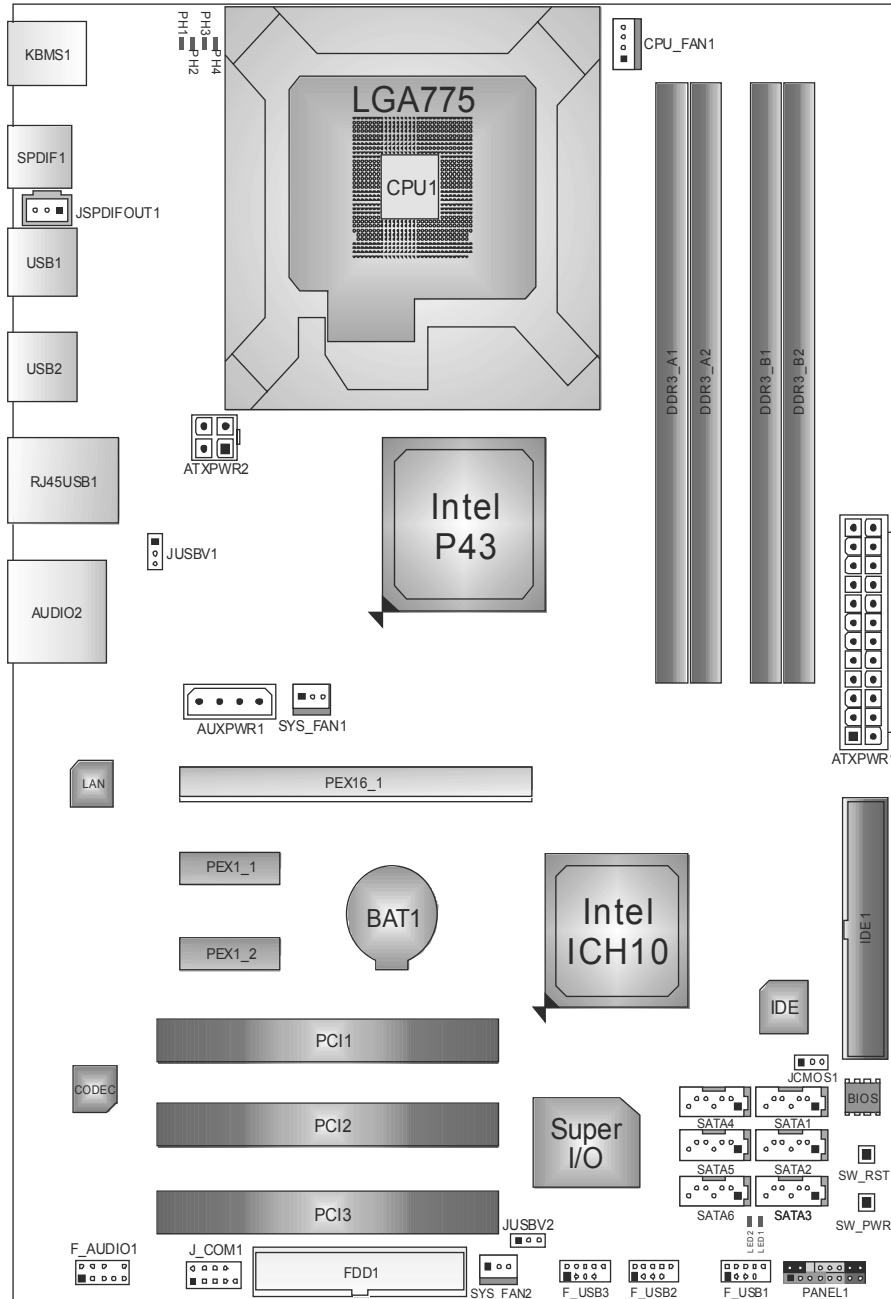 PH1
PH3
PH2
PH4
KBMS1
CPU_FAN1
LGA775
CPU1
SPDIF1
JSPDIFOUT1
USB1
USB2
DDR3_A1
DDR3_A2
DDR3_B1
DDR3_B2
ATXPWR2
RJ45USB1
Intel
P43
JUSBV1
AUDIO2
AUXPWR1
SYS_FAN1
ATXPWR1
LAN
PEX16_1
PEX1_1
BAT1
Intel
ICH10
IDE1
PEX1_2
IDE
PCI1
JCMOS1
CODEC
BIOS
PCI2
Super
I/O
SATA4
SATA1
SATA5
SATA2
SW_RST
SATA6
SATA3
SW_PWR
PCI3
JUSBV2
LED2
LED1
F_AUDIO1
J_COM1
FDD1
SYS_FAN2
F_USB3
F_USB2
F_USB1
PANEL1